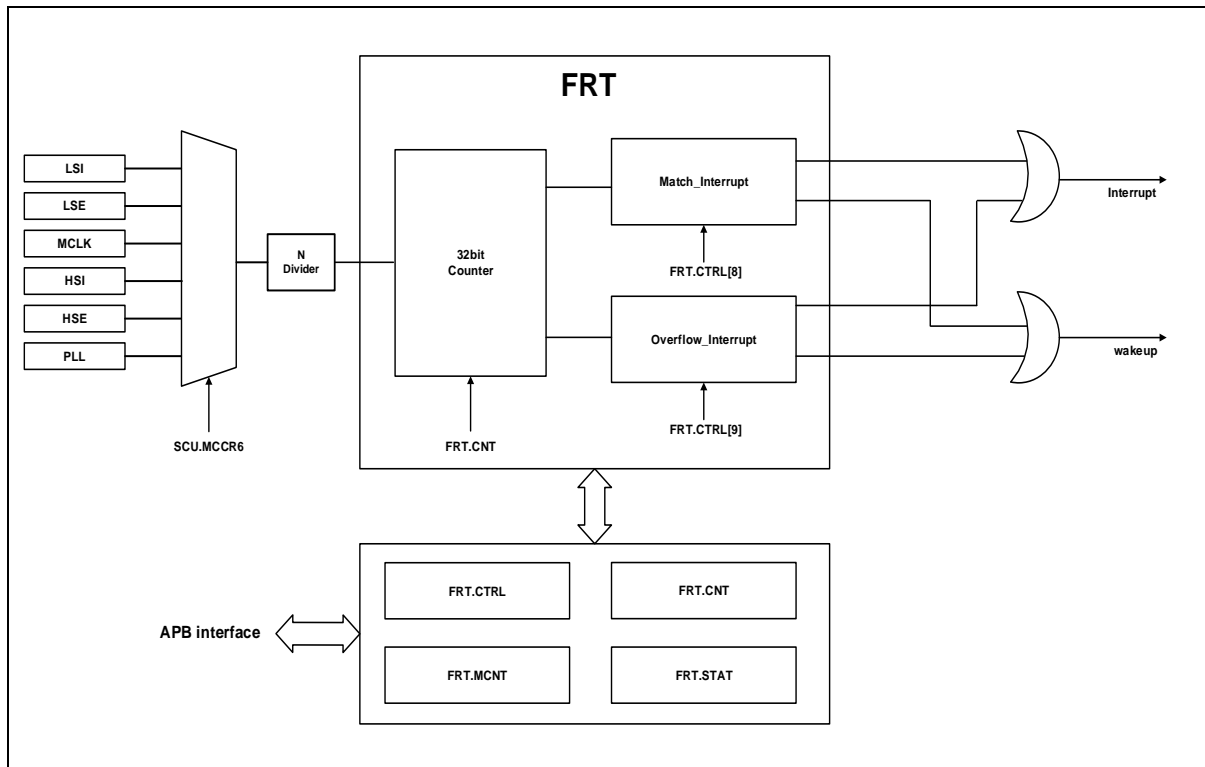 FRT
LSI
LSE
MCLK
HSI
HSE
PLL
SCU.MCCR6
N
Divider
32bit
Counter
FRT.CNT
Match_Interrupt
FRT.CTRL[8]
Overflow_Interrupt
FRT.CTRL[9]
Interrupt
wakeup
APB interface
FRT.CTRL
FRT.CNT
FRT.MCNT
FRT.STAT